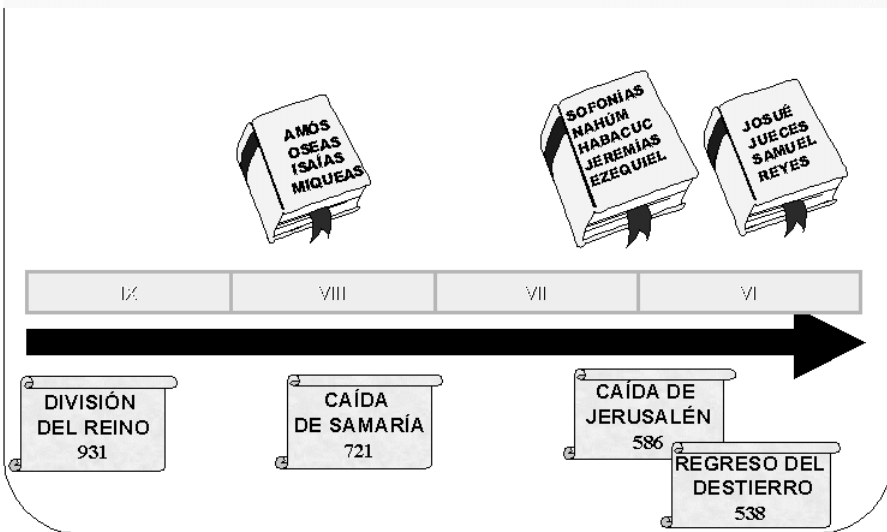 AMÓS
OSEAS
ISAÍAS
MIQUEAS
SOFONÍAS
NAHÚM
HABACUC
JEREMÍAS
EZEQUIEL
JOSUÉ
JUECES
SAMUEL
REYES
IX
VIII
VII
VI
DIVISIÓN
DEL REINO
931
CAÍDA
DE SAMARÍA
721
CAÍDA DE
JERUSALÉN
586
REGRESO DEL
DESTIERRO
538